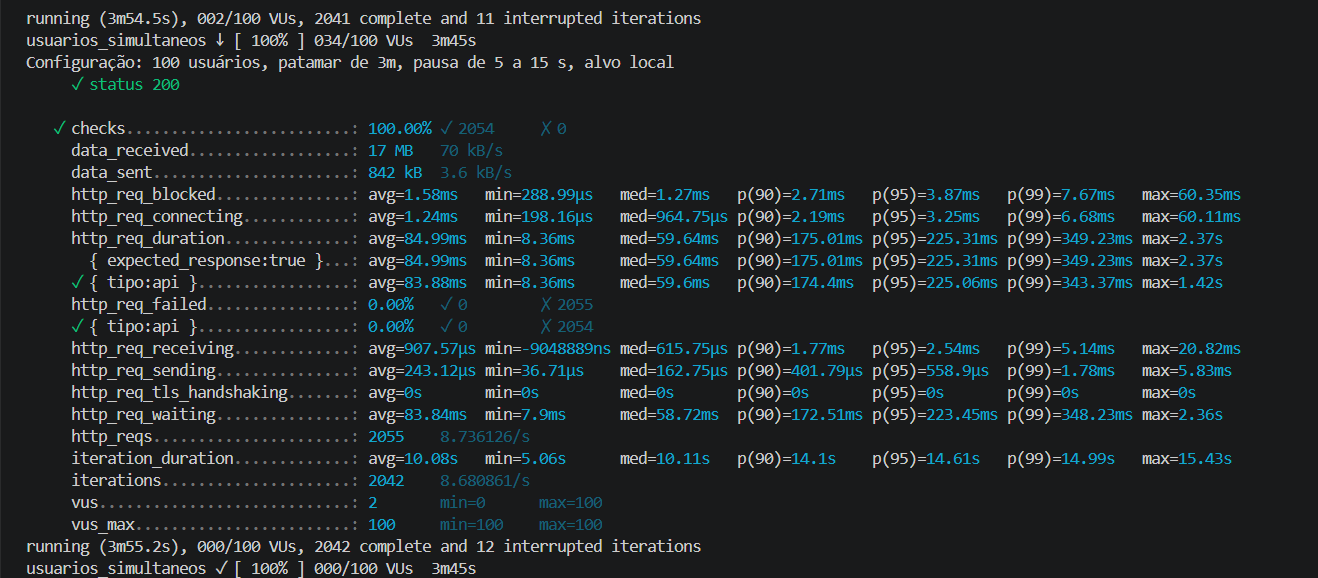 running (3m54.5s), 002/100 VUs, 2041 complete and 11 interrupted iterations
usuarios_simultaneos ↓ [ 100% ] 034/100 VUs  3m45s
Configuração: 100 usuários, patamar de 3m, pausa de 5 a 15 s, alvo local
✓ status 200
✓ checks.........................: 100.00% ✓ 2054 ✗ 0
data_received..................: 17 MB 70 kB/s
data_sent......................: 842 kB 3.6 kB/s
http_req_blocked...............: avg=1.58ms min=288.99µs med=1.27ms p(90)=2.71ms p(95)=3.87ms p(99)=7.67ms max=60.35ms
http_req_connecting............: avg=1.24ms min=198.16µs med=964.75µs p(90)=2.19ms p(95)=3.25ms p(99)=6.68ms max=60.11ms
http_req_duration..............: avg=84.99ms min=8.36ms med=59.64ms p(90)=175.01ms p(95)=225.31ms p(99)=349.23ms max=2.37s
{ expected_response:true }...: avg=84.99ms min=8.36ms med=59.64ms p(90)=175.01ms p(95)=225.31ms p(99)=349.23ms max=2.37s
✓ { tipo:api }.................: avg=83.88ms min=8.36ms med=59.6ms p(90)=174.4ms p(95)=225.06ms p(99)=343.37ms max=1.42s
http_req_failed................: 0.00% ✓ 0 ✗ 2055
✓ { tipo:api }.................: 0.00% ✓ 0 ✗ 2054
http_req_receiving.............: avg=907.57µs min=-9048889ns med=615.75µs p(90)=1.77ms p(95)=2.54ms p(99)=5.14ms max=20.82ms
http_req_sending...............: avg=243.12µs min=36.71µs med=162.75µs p(90)=401.79µs p(95)=558.9µs p(99)=1.78ms max=5.83ms
http_req_tls_handshaking.......: avg=0s min=0s med=0s p(90)=0s p(95)=0s p(99)=0s max=0s
http_req_waiting...............: avg=83.84ms min=7.9ms med=58.72ms p(90)=172.51ms p(95)=223.45ms p(99)=348.23ms max=2.36s
http_reqs......................: 2055 8.736126/s
iteration_duration.............: avg=10.08s min=5.06s med=10.11s p(90)=14.1s p(95)=14.61s p(99)=14.99s max=15.43s
iterations.....................: 2042 8.680861/s
vus............................: 2 min=0 max=100
vus_max........................: 100 min=100 max=100
running (3m55.2s), 000/100 VUs, 2042 complete and 12 interrupted iterations
usuarios_simultaneos ✓ [ 100% ] 000/100 VUs  3m45s